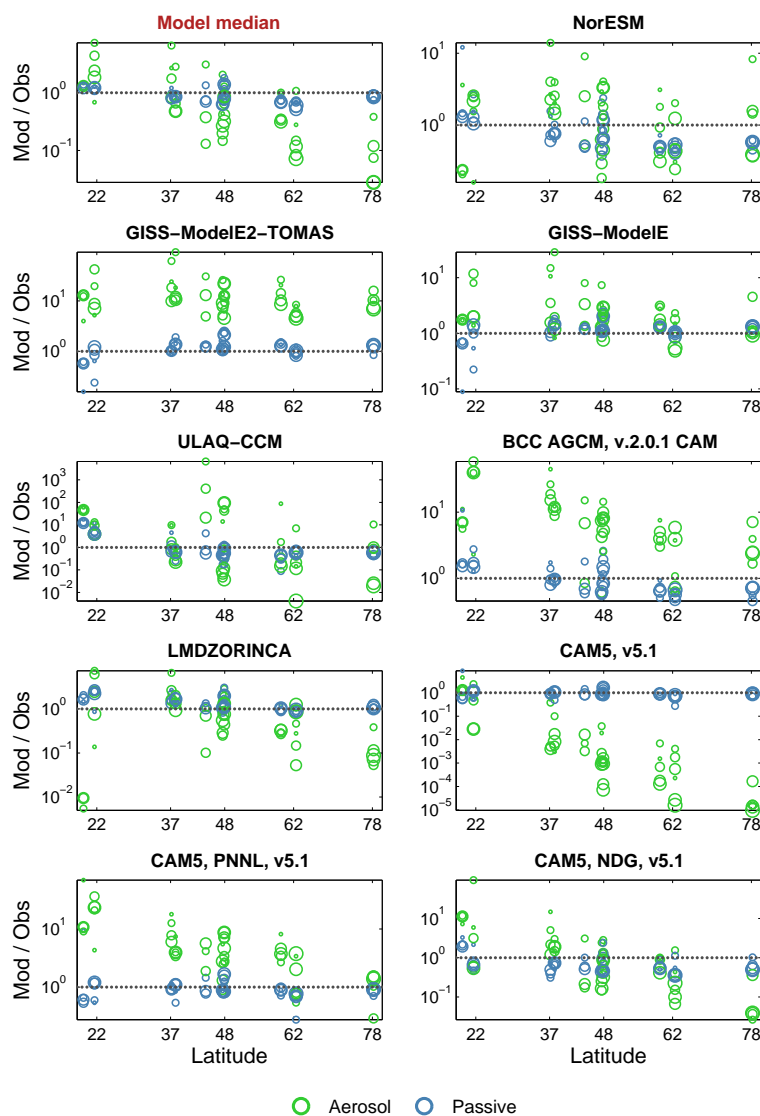 Model median
NorESM
Mod / Obs
10^0
10^-1
22 37 48 62 78
10^1
10^0
22 37 48 62 78
GISS−ModelE2−TOMAS
GISS−ModelE
Mod / Obs
10^1
10^0
22 37 48 62 78
10^1
10^0
10^-1
22 37 48 62 78
ULAQ−CCM
BCC AGCM, v.2.0.1 CAM
Mod / Obs
10^3
10^2
10^1
10^0
10^-1
10^-2
22 37 48 62 78
10^1
10^0
22 37 48 62 78
LMDZORINCA
CAM5, v5.1
Mod / Obs
10^0
10^-1
10^-2
22 37 48 62 78
10^0
10^-1
10^-2
10^-3
10^-4
10^-5
22 37 48 62 78
CAM5, PNNL, v5.1
CAM5, NDG, v5.1
Mod / Obs
10^1
10^0
22 37 48 62 78
Latitude
10^1
10^0
10^-1
22 37 48 62 78
Latitude
Aerosol Passive